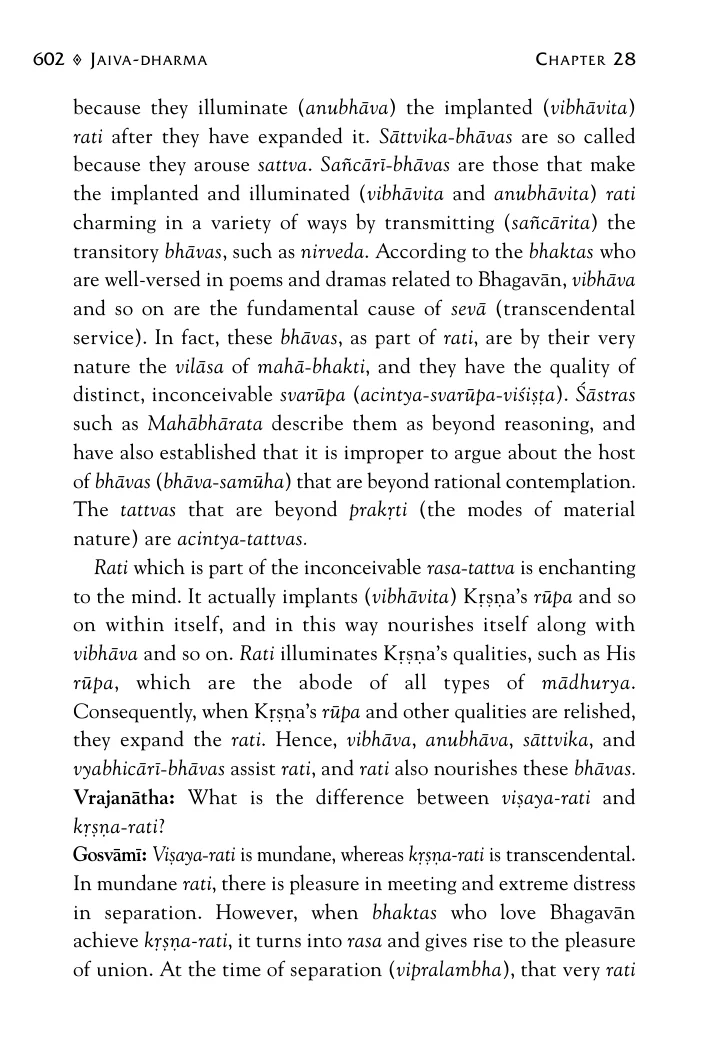 602 ◊ JAIVA-DHARMA CHAPTER 28
because they illuminate (anubhāva) the implanted (vibhāvita)
rati after they have expanded it. Sāttvika-bhāvas are so called
because they arouse sattva. Sañcārī-bhāvas are those that make
the implanted and illuminated (vibhāvita and anubhāvita) rati
charming in a variety of ways by transmitting (sañcārita) the
transitory bhāvas, such as nirveda. According to the bhaktas who
are well-versed in poems and dramas related to Bhagavān, vibhāva
and so on are the fundamental cause of sevā (transcendental
service). In fact, these bhāvas, as part of rati, are by their very
nature the vilāsa of mahā-bhakti, and they have the quality of
distinct, inconceivable svarūpa (acintya-svarūpa-viśiṣṭa). Śāstras
such as Mahābhārata describe them as beyond reasoning, and
have also established that it is improper to argue about the host
of bhāvas (bhāva-samūha) that are beyond rational contemplation.
The tattvas that are beyond prakṛti (the modes of material
nature) are acintya-tattvas.
Rati which is part of the inconceivable rasa-tattva is enchanting
to the mind. It actually implants (vibhāvita) Kṛṣṇa's rūpa and so
on within itself, and in this way nourishes itself along with
vibhāva and so on. Rati illuminates Kṛṣṇa's qualities, such as His
rūpa, which are the abode of all types of mādhurya.
Consequently, when Kṛṣṇa's rūpa and other qualities are relished,
they expand the rati. Hence, vibhāva, anubhāva, sāttvika, and
vyabhicārī-bhāvas assist rati, and rati also nourishes these bhāvas.
Vrajanātha: What is the difference between viṣaya-rati and
kṛṣṇa-rati?
Gosvāmī: Viṣaya-rati is mundane, whereas kṛṣṇa-rati is transcendental.
In mundane rati, there is pleasure in meeting and extreme distress
in separation. However, when bhaktas who love Bhagavān
achieve kṛṣṇa-rati, it turns into rasa and gives rise to the pleasure
of union. At the time of separation (vipralambha), that very rati